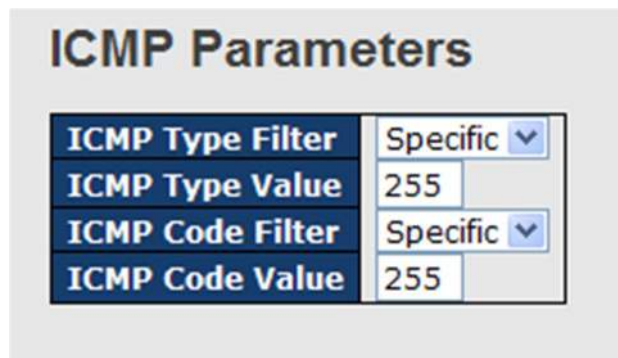 ICMP Parameters
ICMP Type Filter Specific
ICMP Type Value 255
ICMP Code Filter Specific
ICMP Code Value 255